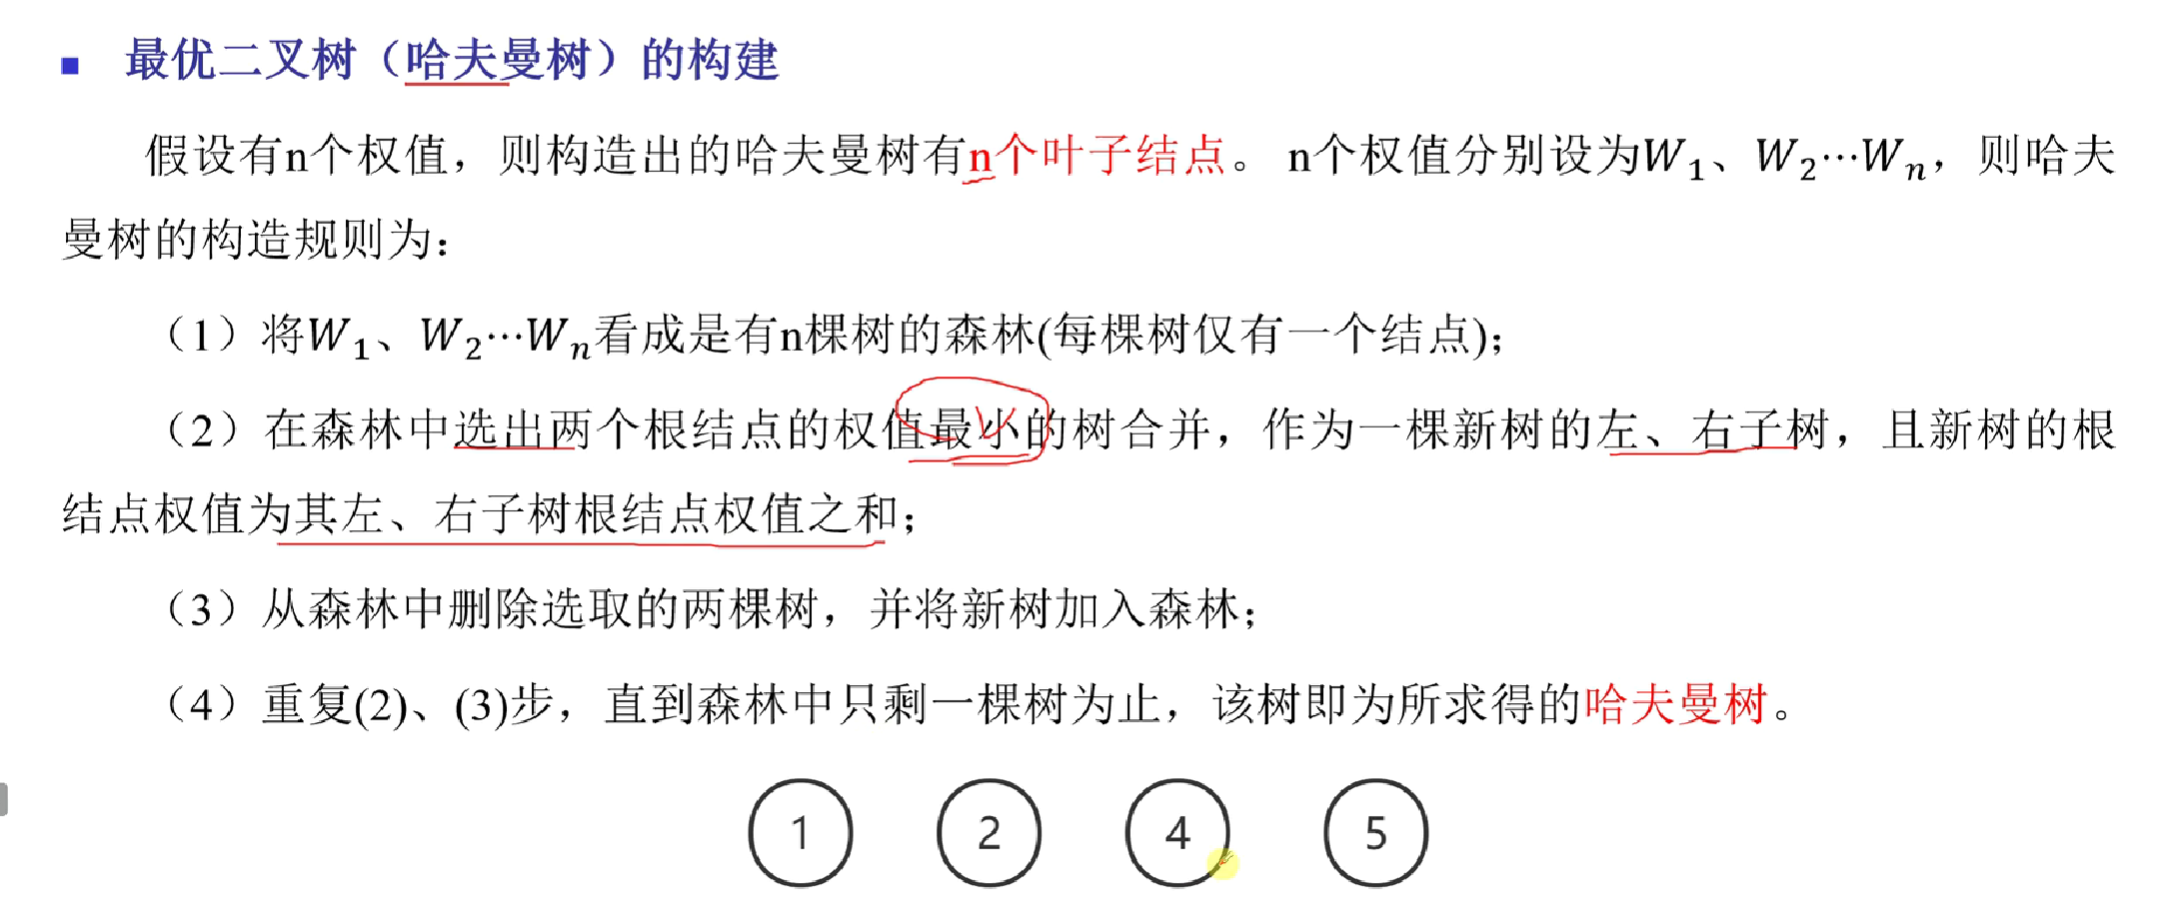 最优二叉树（哈夫曼树）的构建
假设有n个权值，则构造出的哈夫曼树有n个叶子结点。 n个权值分别设为W₁、W₂⋯Wₙ，则哈夫
曼树的构造规则为：
（1）将W₁、W₂⋯Wₙ看成是有n棵树的森林(每棵树仅有一个结点)；
（2）在森林中选出两个根结点的权值最小的树合并，作为一棵新树的左、右子树，且新树的根
结点权值为其左、右子树根结点权值之和；
（3）从森林中删除选取的两棵树，并将新树加入森林；
（4）重复(2)、(3)步，直到森林中只剩一棵树为止，该树即为所求得的哈夫曼树。
1 2 4 5